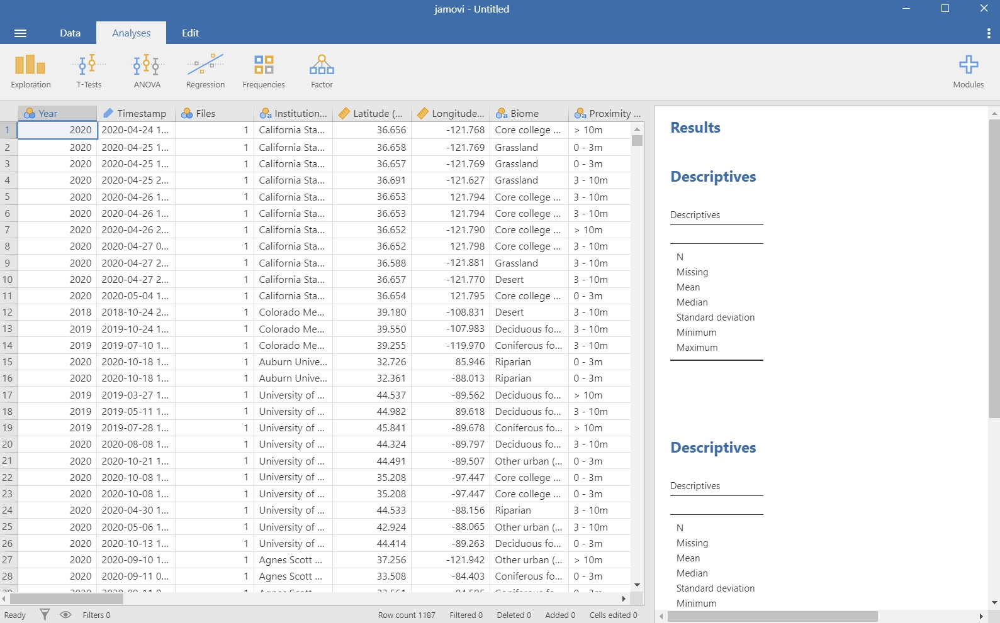 jamovi - Untitled
Data Analyses Edit
Exploration T-Tests ANOVA Regression Frequencies Factor Modules
Year Timestamp Files Institution... Latitude (... Longitude... Biome Proximity ...
1 2020 2020-04-24 1... 1 California Sta... 36.656 -121.768 Core college ... > 10m
2 2020 2020-04-25 1... 1 California Sta... 36.658 -121.769 Grassland 0 - 3m
3 2020 2020-04-25 1... 1 California Sta... 36.657 -121.769 Grassland 0 - 3m
4 2020 2020-04-25 2... 1 California Sta... 36.691 -121.627 Grassland 3 - 10m
5 2020 2020-04-26 1... 1 California Sta... 36.653 121.794 Core college ... 3 - 10m
6 2020 2020-04-26 1... 1 California Sta... 36.653 121.794 Core college ... 3 - 10m
7 2020 2020-04-26 2... 1 California Sta... 36.652 -121.790 Core college ... > 10m
8 2020 2020-04-27 0... 1 California Sta... 36.652 121.798 Core college ... 3 - 10m
9 2020 2020-04-27 2... 1 California Sta... 36.588 -121.881 Grassland 3 - 10m
10 2020 2020-04-27 2... 1 California Sta... 36.657 -121.770 Desert 3 - 10m
11 2020 2020-05-04 1... 1 California Sta... 36.654 121.795 Core college ... 0 - 3m
12 2018 2018-10-24 2... 1 Colorado Me... 39.180 -108.831 Desert 3 - 10m
13 2019 2019-10-24 1... 1 Colorado Me... 39.550 -107.983 Deciduous fo... 3 - 10m
14 2019 2019-07-10 1... 1 Colorado Me... 39.255 -119.970 Coniferous fo... 3 - 10m
15 2020 2020-10-18 1... 1 Auburn Unive... 32.726 85.946 Riparian 0 - 3m
16 2020 2020-10-18 1... 1 Auburn Unive... 32.361 -88.013 Riparian 0 - 3m
17 2019 2019-03-27 1... 1 University of ... 44.537 -89.562 Deciduous fo... > 10m
18 2019 2019-05-11 1... 1 University of ... 44.982 89.618 Deciduous fo... 3 - 10m
19 2019 2019-07-28 1... 1 University of ... 45.841 -89.678 Coniferous fo... > 10m
20 2020 2020-08-08 1... 1 University of ... 44.324 -89.797 Deciduous fo... 3 - 10m
21 2020 2020-10-21 1... 1 University of ... 44.491 -89.507 Other urban (... 0 - 3m
22 2020 2020-10-08 1... 1 University of ... 35.208 -97.447 Core college ... 0 - 3m
23 2020 2020-10-08 1... 1 University of ... 35.208 -97.447 Core college ... 0 - 3m
24 2020 2020-04-30 1... 1 University of ... 44.533 -88.156 Riparian 3 - 10m
25 2020 2020-05-06 1... 1 University of ... 42.924 -88.065 Other urban (... 3 - 10m
26 2020 2020-10-13 1... 1 University of ... 44.414 -89.263 Deciduous fo... 0 - 3m
27 2020 2020-09-10 1... 1 Agnes Scott ... 37.256 -121.942 Other urban (... > 10m
28 2020 2020-09-11 0... 1 Agnes Scott ... 33.508 -84.403 Coniferous fo... 0 - 3m
Ready Filters 0 Row count 1187 Filtered 0 Deleted 0 Added 0 Cells edited 0
Results
Descriptives
Descriptives
N
Missing
Mean
Median
Standard deviation
Minimum
Maximum
Descriptives
Descriptives
N
Missing
Mean
Median
Standard deviation
Minimum